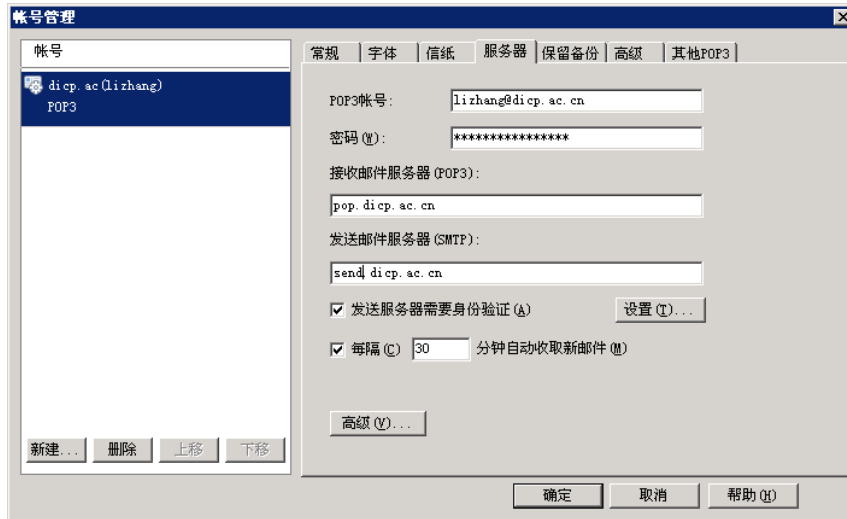 帐号管理
帐号
dicp.ac(lizhang)
POP3
新建...
删除
上移
下移
常规
字体
信纸
服务器
保留备份
高级
其他POP3
POP3帐号:
lizhang@dicp.ac.cn
密码(W):
****************
接收邮件服务器(POP3):
pop.dicp.ac.cn
发送邮件服务器(SMTP):
send.dicp.ac.cn
发送服务器需要身份验证(A)
设置(T)...
每隔(C)
30
分钟自动收取新邮件(M)
高级(V)...
确定
取消
帮助(H)